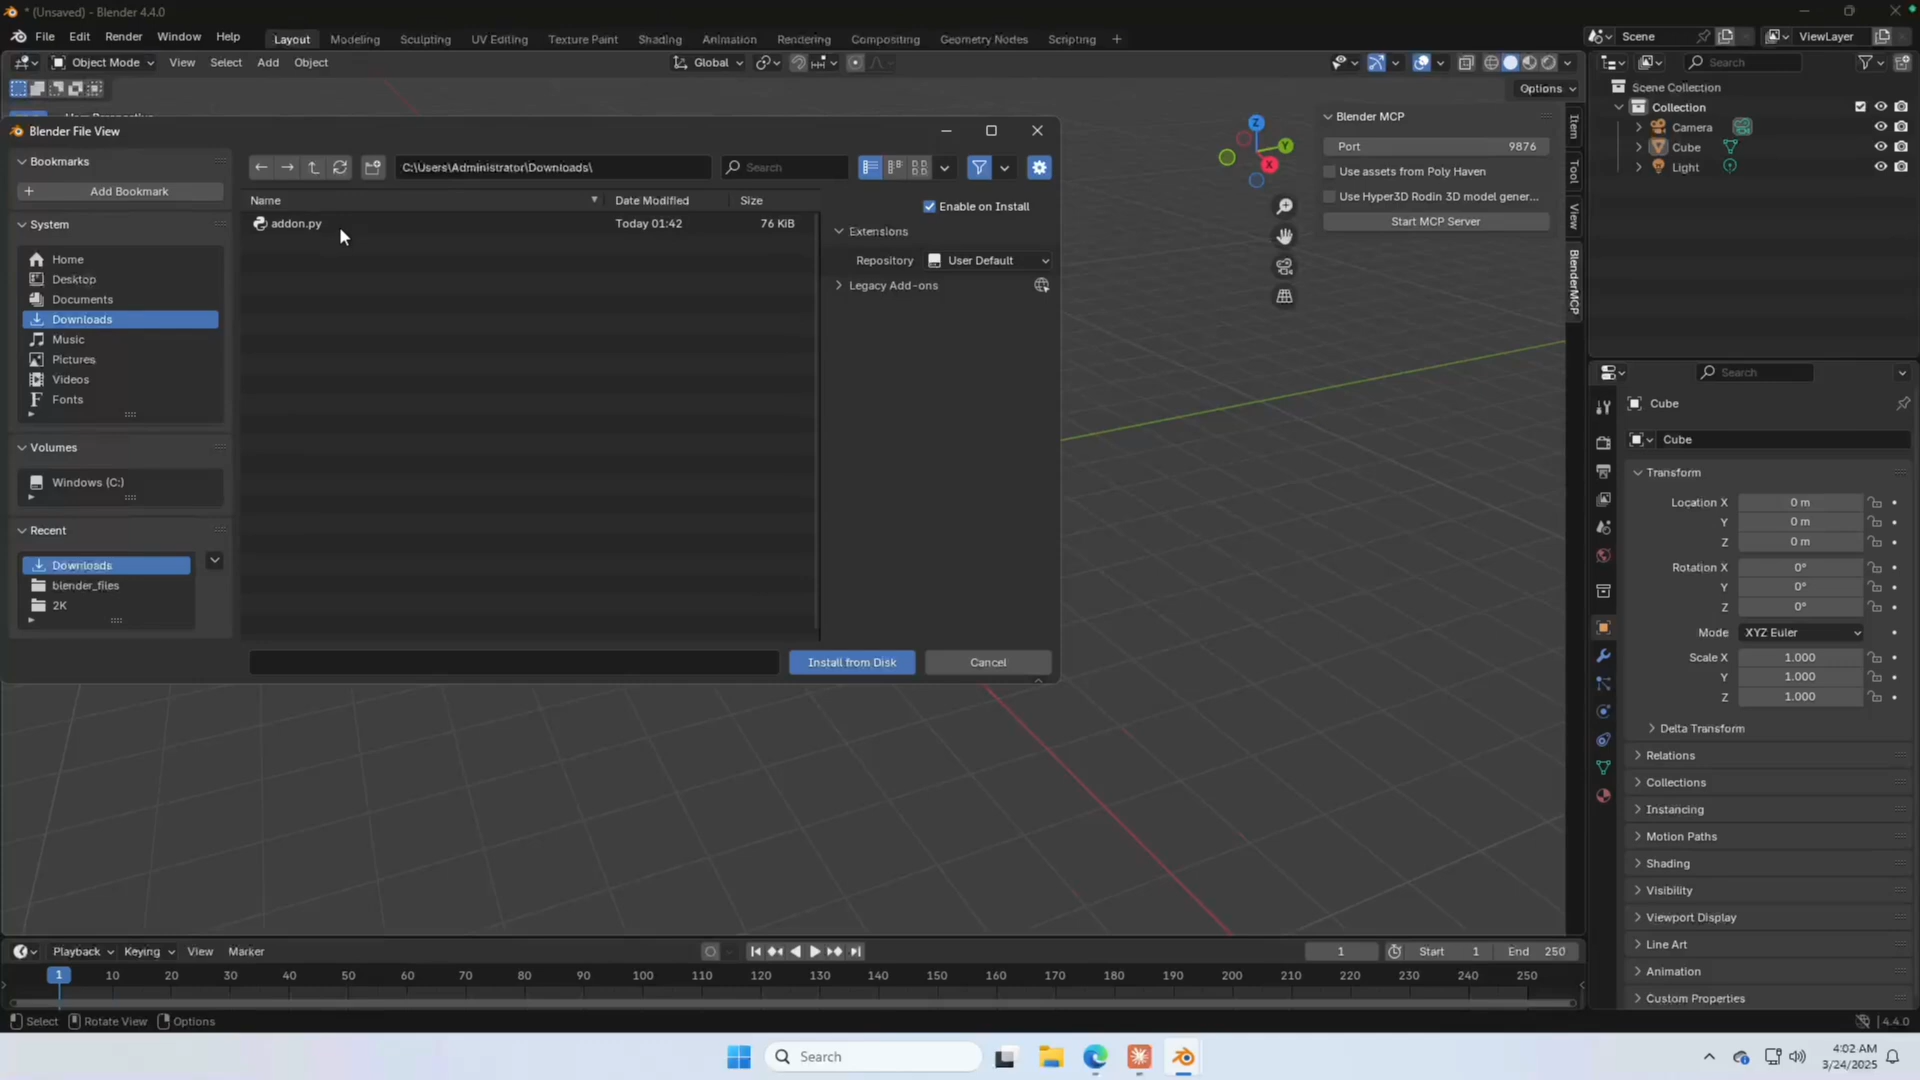 * (Unsaved) - Blender 4.4.0
File Edit Render Window Help Layout Modeling Sculpting UV Editing Texture Paint Shading Animation Rendering Compositing Geometry Nodes Scripting + Scene ViewLayer
Object Mode View Select Add Object Global Search
Options
Blender File View
Bookmarks
Add Bookmark
System
Home
Desktop
Documents
Downloads
Music
Pictures
Videos
Fonts
Volumes
Windows (C:)
Recent
Downloads
blender_files
2K
C:\Users\Administrator\Downloads\ Search
Name Date Modified Size
addon.py Today 01:42 76 KiB
Enable on Install
Extensions
Repository User Default
Legacy Add-ons
Install from Disk Cancel
Z
Y
X
Blender MCP
Port 9876
Use assets from Poly Haven
Use Hyper3D Rodin 3D model gener...
Start MCP Server
Item
Tool
View
BlenderMCP
Scene Collection
Collection
Camera
Cube
Light
Search
Cube
Cube
Transform
Location X 0 m
Y 0 m
Z 0 m
Rotation X 0°
Y 0°
Z 0°
Mode XYZ Euler
Scale X 1.000
Y 1.000
Z 1.000
Delta Transform
Relations
Collections
Instancing
Motion Paths
Shading
Visibility
Viewport Display
Line Art
Animation
Custom Properties
Playback Keying View Marker 1 Start 1 End 250
1 10 20 30 40 50 60 70 80 90 100 110 120 130 140 150 160 170 180 190 200 210 220 230 240 250
Select Rotate View Options 4.4.0
Search
4:02 AM
3/24/2025